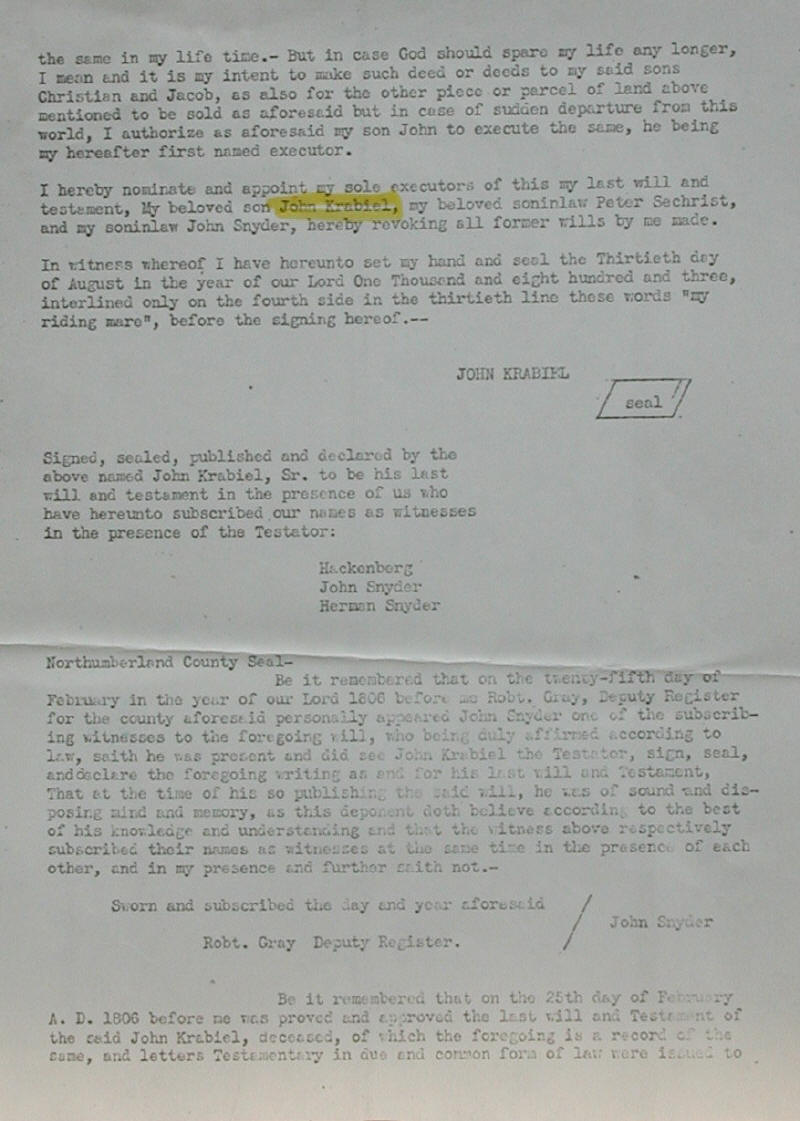 the same in my life time.- But in case God should spare my life any longer,
I mean and it is my intent to make such deed or deeds to my said sons
Christian and Jacob, as also for the other piece or parcel of land above
mentioned to be sold as aforesaid but in case of sudden departure from this
world, I authorize as aforesaid my son John to execute the same, he being
my hereafter first named executor.
I hereby nominate and appoint my sole executors of this my last will and
testament, My beloved son John Krabiel, my beloved soninlaw Peter Sechrist,
and my soninlaw John Snyder, hereby revoking all former wills by me made.
In witness whereof I have hereunto set my hand and seal the Thirtieth day
of August in the year of our Lord One Thousand and eight hundred and three,
interlined only on the fourth side in the thirtieth line these words "my
riding mare", before the signing hereof.--
JOHN KRABIEL
seal
Signed, sealed, published and declared by the
above named John Krabiel, Sr. to be his last
will and testament in the presence of us who
have hereunto subscribed our names as witnesses
in the presence of the Testator:
Hackenberg
John Snyder
Herman Snyder
Northumberland County Seal-
Be it remembered that on the twenty-fifth day of
February in the year of our Lord 1806 before me Robt. Gray, Deputy Register
for the county aforesaid personally appeared John Snyder one of the subscrib-
ing witnesses to the foregoing will, who being duly affirmed according to
law, saith he was present and did see John Krabiel the Testator, sign, seal,
anddeclare the foregoing writing as and for his last will and Testament,
That at the time of his so publishing the said will, he was of sound and dis-
posing mind and memory, as this deponent doth believe according to the best
of his knowledge and understanding and that the witness above respectively
subscribed their names as witnesses at the same time in the presence of each
other, and in my presence and further saith not.-
Sworn and subscribed the day and year aforesaid
John Snyder
Robt. Gray Deputy Register.
Be it remembered that on the 25th day of February
A. D. 1806 before me was proved and approved the last will and Testament of
the said John Krabiel, deceased, of which the foregoing is a record of the
same, and letters Testamentary in due and common form of law were issued to